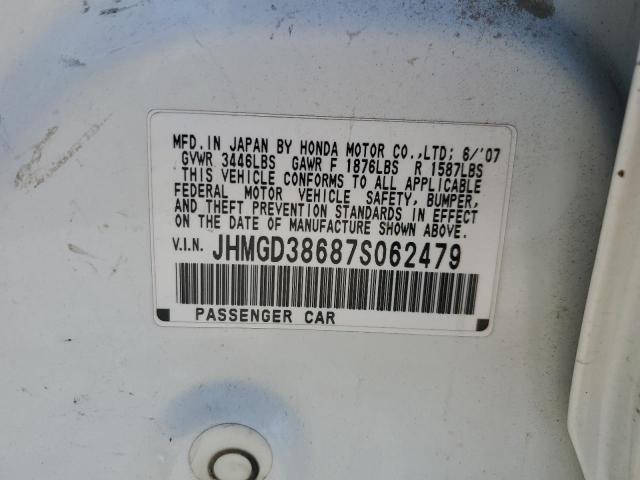 MFD. IN JAPAN BY HONDA MOTOR CO.,LTD; 6/'07
GVWR 3446LBS GAWR F 1876LBS R 1587LBS
THIS VEHICLE CONFORMS TO ALL APPLICABLE
FEDERAL MOTOR VEHICLE SAFETY, BUMPER,
AND THEFT PREVENTION STANDARDS IN EFFECT
ON THE DATE OF MANUFACTURE SHOWN ABOVE.
V.I.N. JHMGD38687S062479
PASSENGER CAR